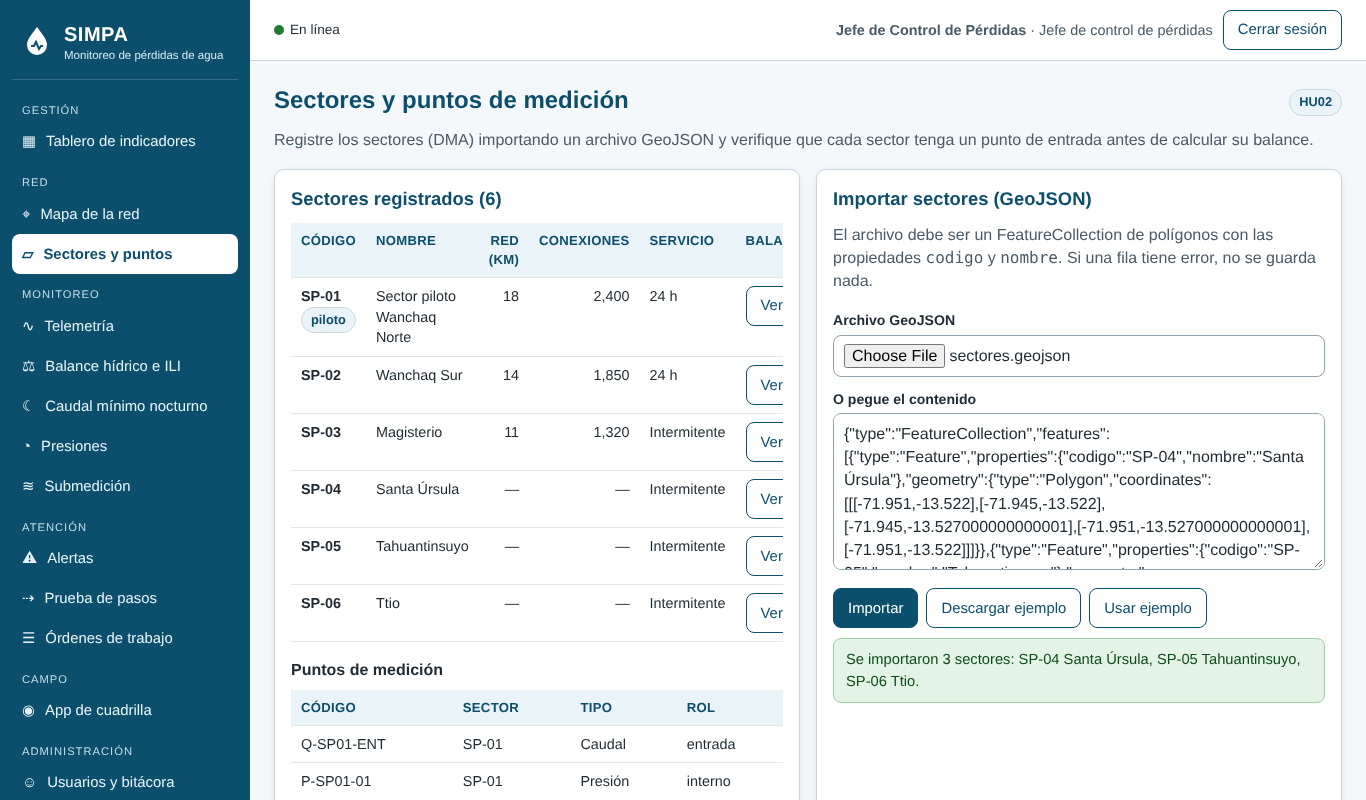 SIMPA
Monitoreo de pérdidas de agua
GESTIÓN
Tablero de indicadores
RED
Mapa de la red
Sectores y puntos
MONITOREO
Telemetría
Balance hídrico e ILI
Caudal mínimo nocturno
Presiones
Submedición
ATENCIÓN
Alertas
Prueba de pasos
Órdenes de trabajo
CAMPO
App de cuadrilla
ADMINISTRACIÓN
Usuarios y bitácora
En línea
Jefe de Control de Pérdidas · Jefe de control de pérdidas
Cerrar sesión
Sectores y puntos de medición
HU02
Registre los sectores (DMA) importando un archivo GeoJSON y verifique que cada sector tenga un punto de entrada antes de calcular su balance.
Sectores registrados (6)
CÓDIGO NOMBRE RED (KM) CONEXIONES SERVICIO BALA
SP-01 piloto Sector piloto Wanchaq Norte 18 2,400 24 h Ver
SP-02 Wanchaq Sur 14 1,850 24 h Ver
SP-03 Magisterio 11 1,320 Intermitente Ver
SP-04 Santa Úrsula — — Intermitente Ver
SP-05 Tahuantinsuyo — — Intermitente Ver
SP-06 Ttio — — Intermitente Ver
Puntos de medición
CÓDIGO SECTOR TIPO ROL
Q-SP01-ENT SP-01 Caudal entrada
P-SP01-01 SP-01 Presión interno
Importar sectores (GeoJSON)
El archivo debe ser un FeatureCollection de polígonos con las
propiedades codigo y nombre. Si una fila tiene error, no se guarda
nada.
Archivo GeoJSON
Choose File sectores.geojson
O pegue el contenido
{"type":"FeatureCollection","features":
[{"type":"Feature","properties":{"codigo":"SP-04","nombre":"Santa
Úrsula"},"geometry":{"type":"Polygon","coordinates":
[[[-71.951,-13.522],[-71.945,-13.522],
[-71.945,-13.527000000000001],[-71.951,-13.527000000000001],
[-71.951,-13.522]]]}},{"type":"Feature","properties":{"codigo":"SP-
Importar
Descargar ejemplo
Usar ejemplo
Se importaron 3 sectores: SP-04 Santa Úrsula, SP-05 Tahuantinsuyo,
SP-06 Ttio.